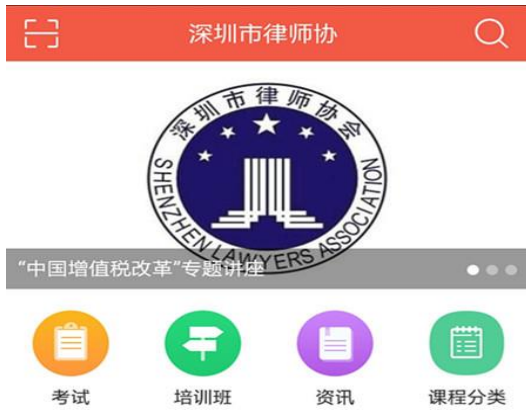 深圳市律师协
深圳市律师协会
SHENZHEN LAWYERS ASSOCIATION
“中国增值税改革”专题讲座
考试
培训班
资讯
课程分类